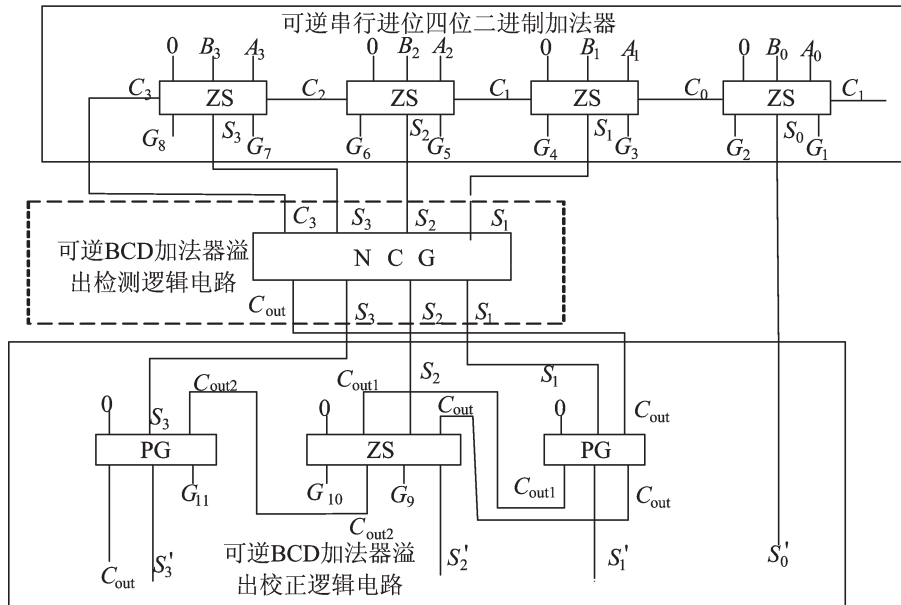 可逆串行进位四位二进制加法器
0 B3 A3 0 B2 A2 0 B1 A1 0 B0 A0
C3 ZS C2 ZS C1 ZS C0 ZS C1
G8 S3 G7 G6 S2 G5 G4 S1 G3 G2 S0 G1
C3 S3 S2 S1
可逆BCD加法器溢
出检测逻辑电路
N C G
Cout S3 S2 S1
Cout2 Cout1 S2 S1
0 S3 0 Cout 0 Cout
PG ZS PG
G11 G10 G9 Cout1 Cout
Cout2
可逆BCD加法器溢
出校正逻辑电路
Cout S3' S2' S1' S0'